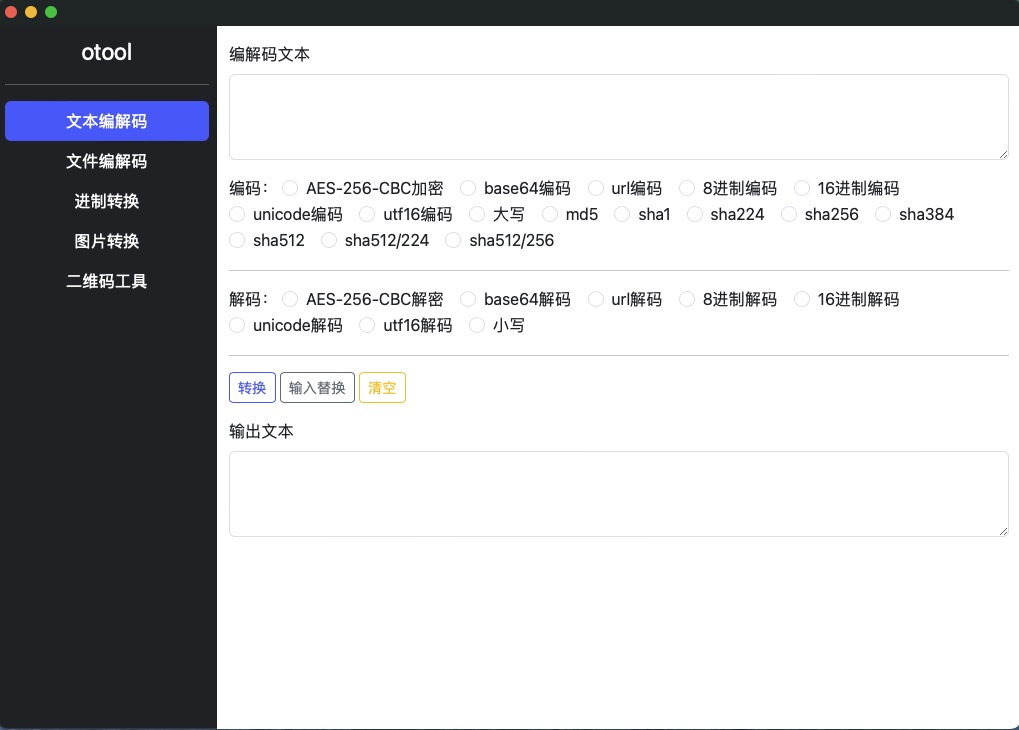 otool
文本编解码
文件编解码
进制转换
图片转换
二维码工具
编解码文本
编码： AES-256-CBC加密 base64编码 url编码 8进制编码 16进制编码
unicode编码 utf16编码 大写 md5 sha1 sha224 sha256 sha384
sha512 sha512/224 sha512/256
解码： AES-256-CBC解密 base64解码 url解码 8进制解码 16进制解码
unicode解码 utf16解码 小写
转换 输入替换 清空
输出文本